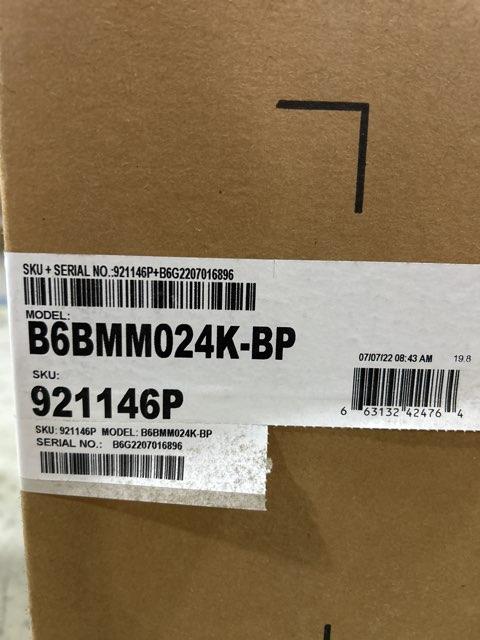 SKU + SERIAL NO.:921146P+B6G2207016896
MODEL:
B6BMM024K-BP
07/07/22 08:43 AM 19.8
SKU:
921146P
6 63132 42476 4
SKU: 921146P MODEL: B6BMM024K-BP
SERIAL NO.: B6G2207016896